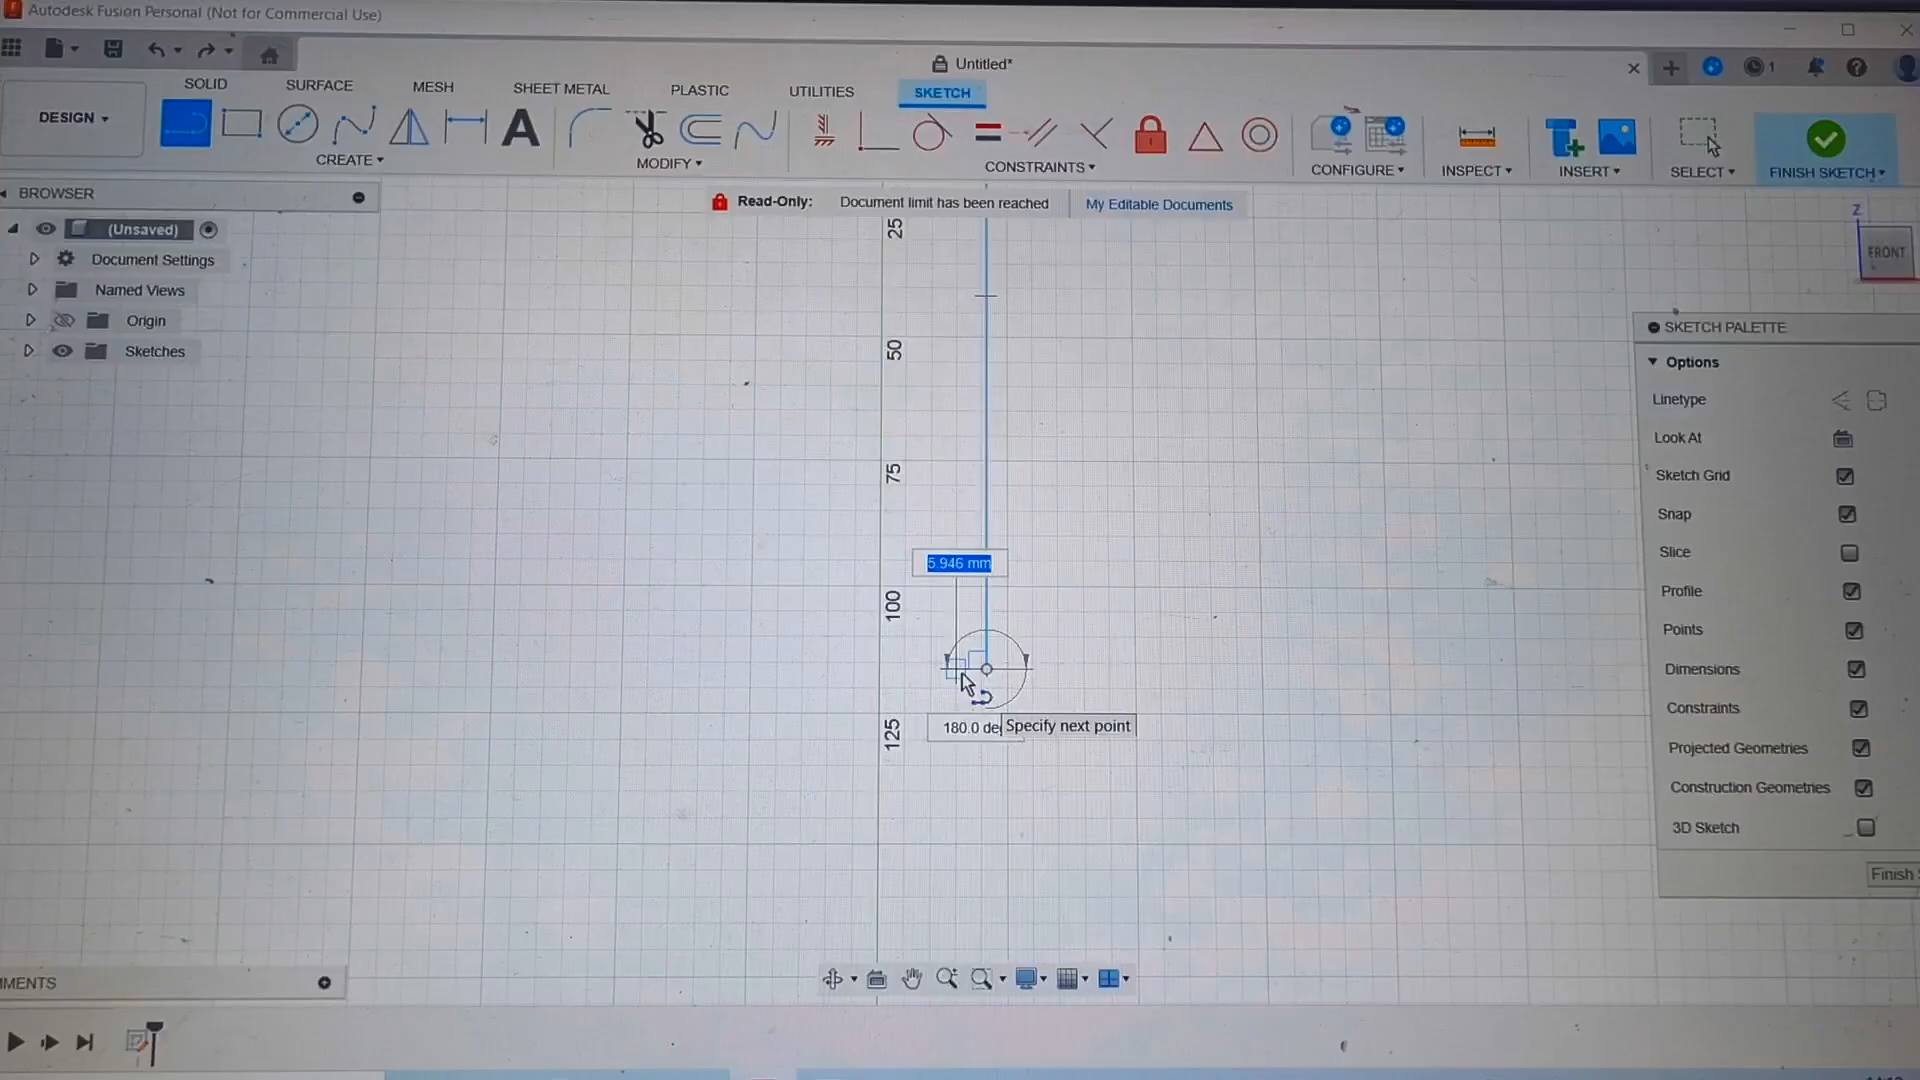 Autodesk Fusion Personal (Not for Commercial Use)
Untitled*
1
SOLID
SURFACE
MESH
SHEET METAL
PLASTIC
UTILITIES
SKETCH
DESIGN
CREATE
MODIFY
CONSTRAINTS
CONFIGURE
INSPECT
INSERT
SELECT
FINISH SKETCH
BROWSER
Read-Only: Document limit has been reached My Editable Documents
(Unsaved)
Document Settings
Named Views
Origin
Sketches
Z
FRONT
25
50
75
100
125
5.946 mm
180.0 de
Specify next point
SKETCH PALETTE
Options
Linetype
Look At
Sketch Grid
Snap
Slice
Profile
Points
Dimensions
Constraints
Projected Geometries
Construction Geometries
3D Sketch
Finish
MENTS